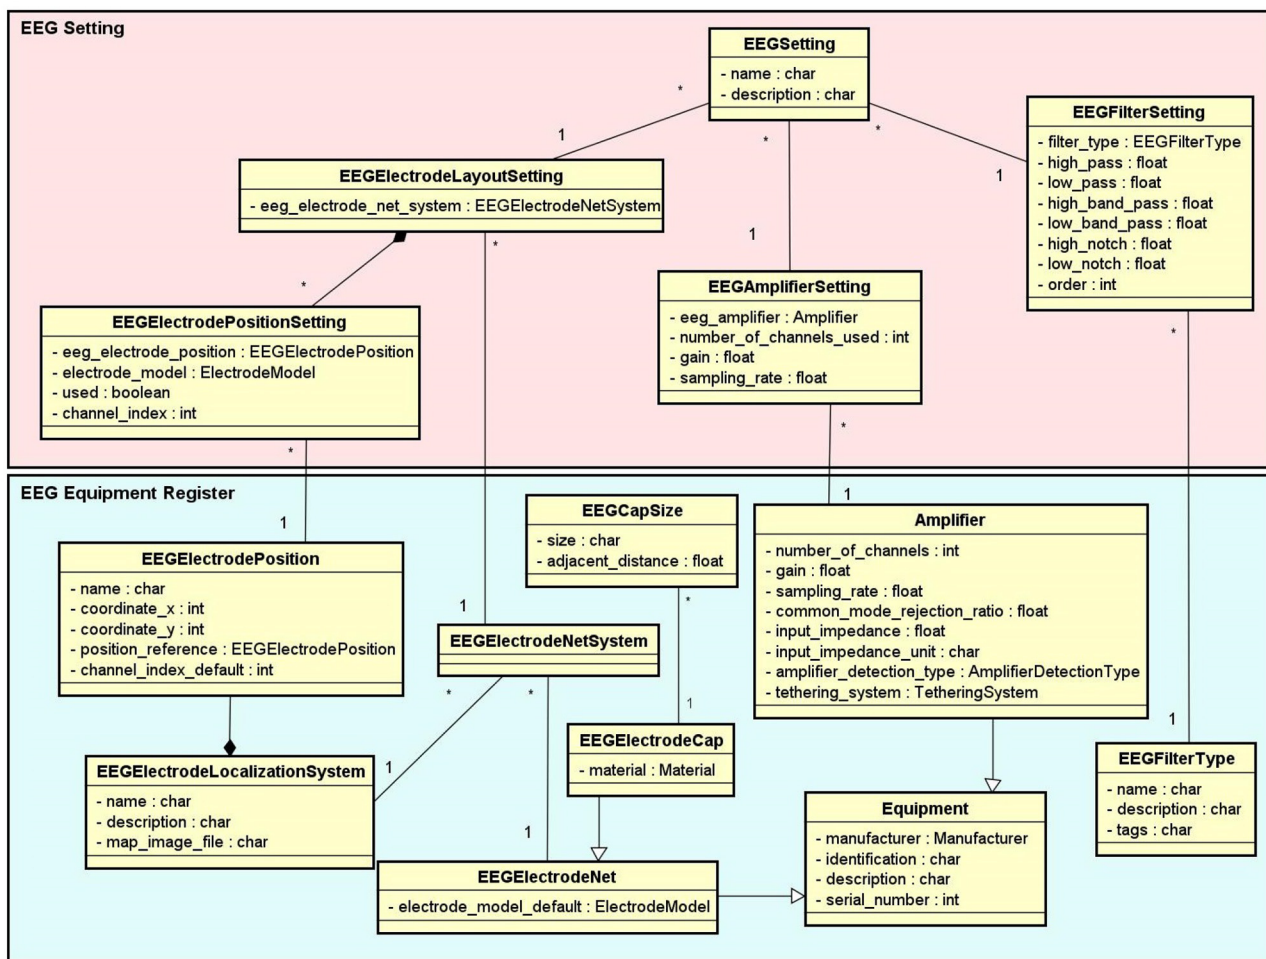 EEG Setting
EEGSetting
- name : char
- description : char
*
*
*
1
1
1
EEGFilterSetting
- filter_type : EEGFilterType
- high_pass : float
- low_pass : float
- high_band_pass : float
- low_band_pass : float
- high_notch : float
- low_notch : float
- order : int
*
EEGElectrodeLayoutSetting
- eeg_electrode_net_system : EEGElectrodeNetSystem
*
*
EEGAmplifierSetting
- eeg_amplifier : Amplifier
- number_of_channels_used : int
- gain : float
- sampling_rate : float
*
EEGElectrodePositionSetting
- eeg_electrode_position : EEGElectrodePosition
- electrode_model : ElectrodeModel
- used : boolean
- channel_index : int
*
EEG Equipment Register
1
1
1
1
EEGCapSize
- size : char
- adjacent_distance : float
*
1
Amplifier
- number_of_channels : int
- gain : float
- sampling_rate : float
- common_mode_rejection_ratio : float
- input_impedance : float
- input_impedance_unit : char
- amplifier_detection_type : AmplifierDetectionType
- tethering_system : TetheringSystem
EEGElectrodePosition
- name : char
- coordinate_x : int
- coordinate_y : int
- position_reference : EEGElectrodePosition
- channel_index_default : int
EEGElectrodeNetSystem
*
*
1
1
EEGElectrodeCap
- material : Material
EEGElectrodeLocalizationSystem
- name : char
- description : char
- map_image_file : char
EEGFilterType
- name : char
- description : char
- tags : char
Equipment
- manufacturer : Manufacturer
- identification : char
- description : char
- serial_number : int
EEGElectrodeNet
- electrode_model_default : ElectrodeModel